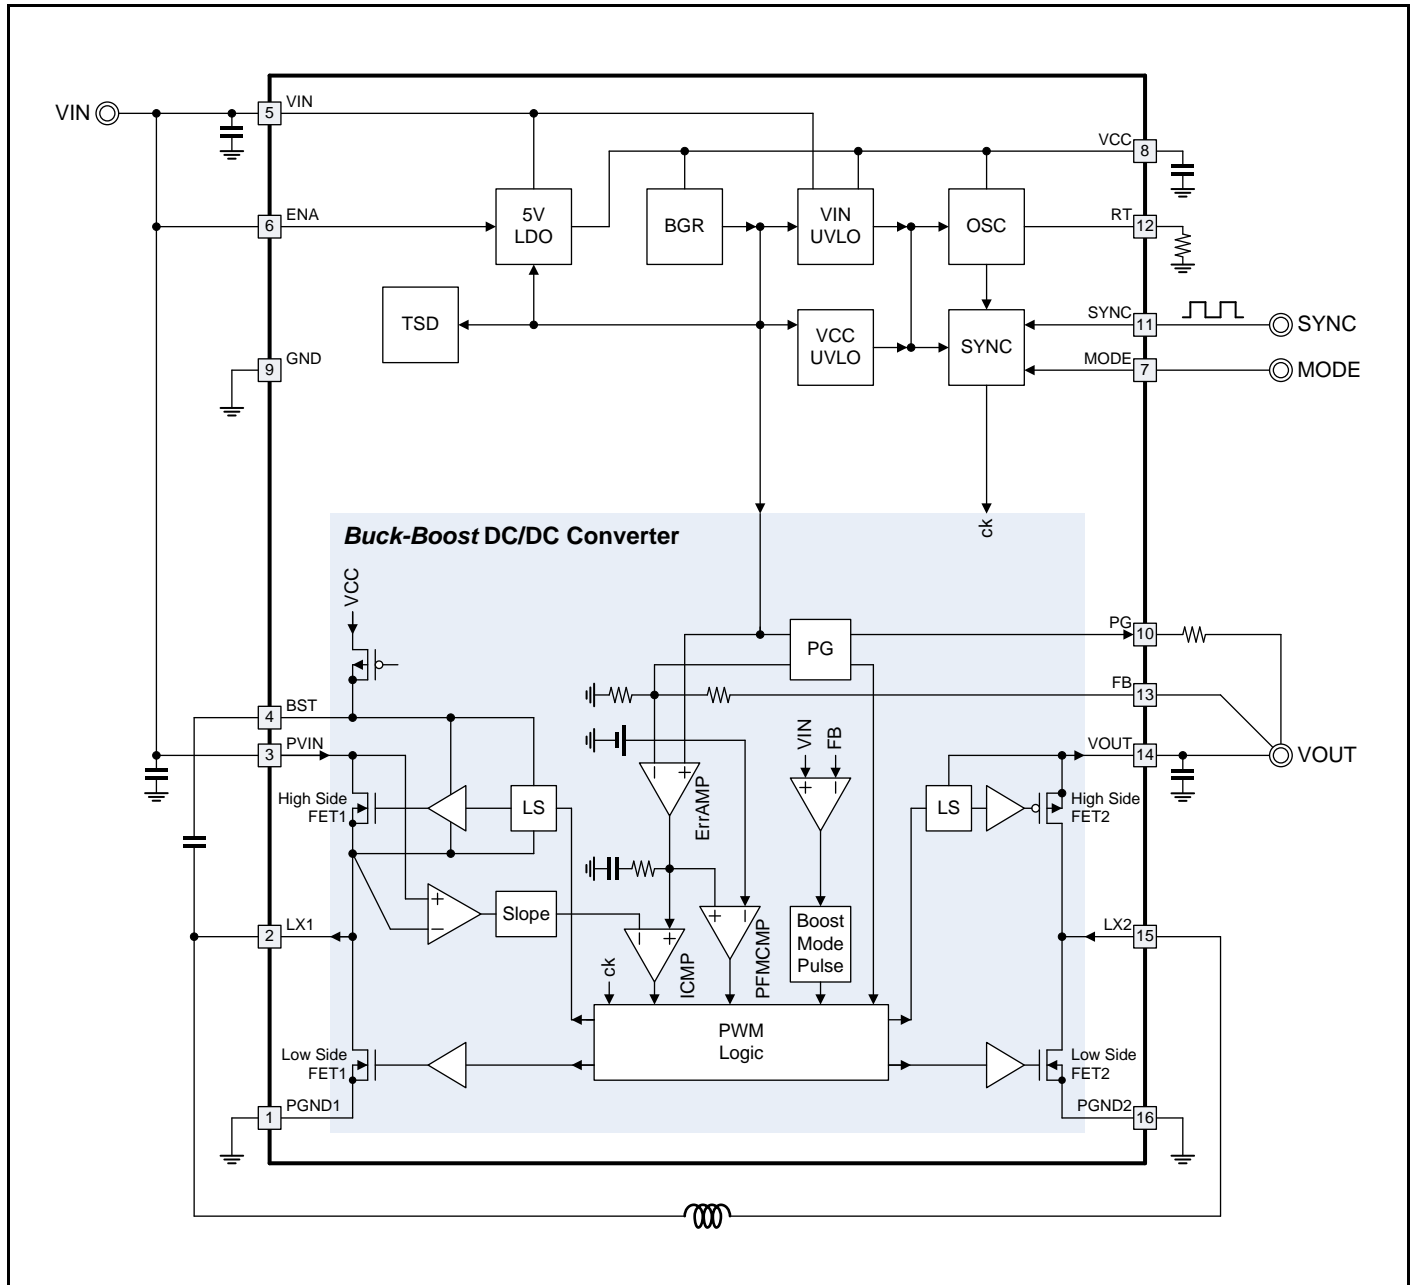 VIN
5
VIN
VCC
8
ENA
6
5V
LDO
BGR
VIN
UVLO
OSC
RT
12
TSD
VCC
UVLO
SYNC
SYNC
11
SYNC
GND
9
MODE
7
MODE
Buck-Boost DC/DC Converter
ck
VCC
PG
PG
10
FB
13
BST
4
PVIN
3
VIN
FB
VOUT
14
VOUT
High Side
FET1
LS
− +
ErrAMP
+ −
LS
High Side
FET2
+
−
Slope
− +
ICMP
+ −
PFMCMP
Boost
Mode
Pulse
LX1
2
LX2
15
ck
PWM
Logic
Low Side
FET1
Low Side
FET2
PGND1
1
PGND2
16